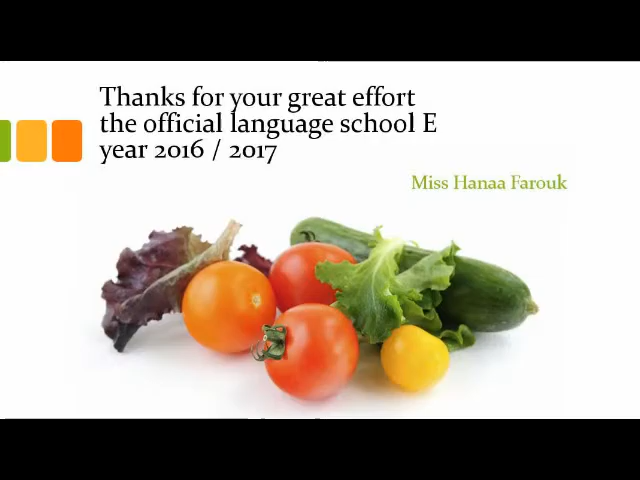 Thanks for your great effort
the official language school E
year 2016 / 2017
Miss Hanaa Farouk